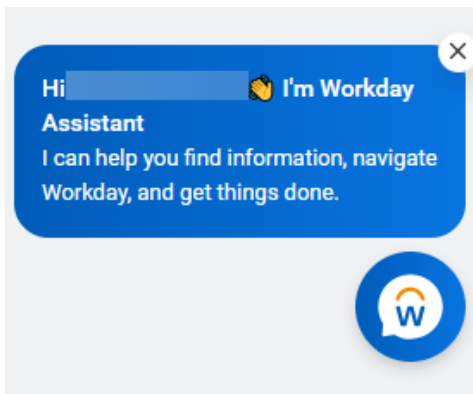 Hi 👋 I'm Workday
Assistant
I can help you find information, navigate
Workday, and get things done.
w